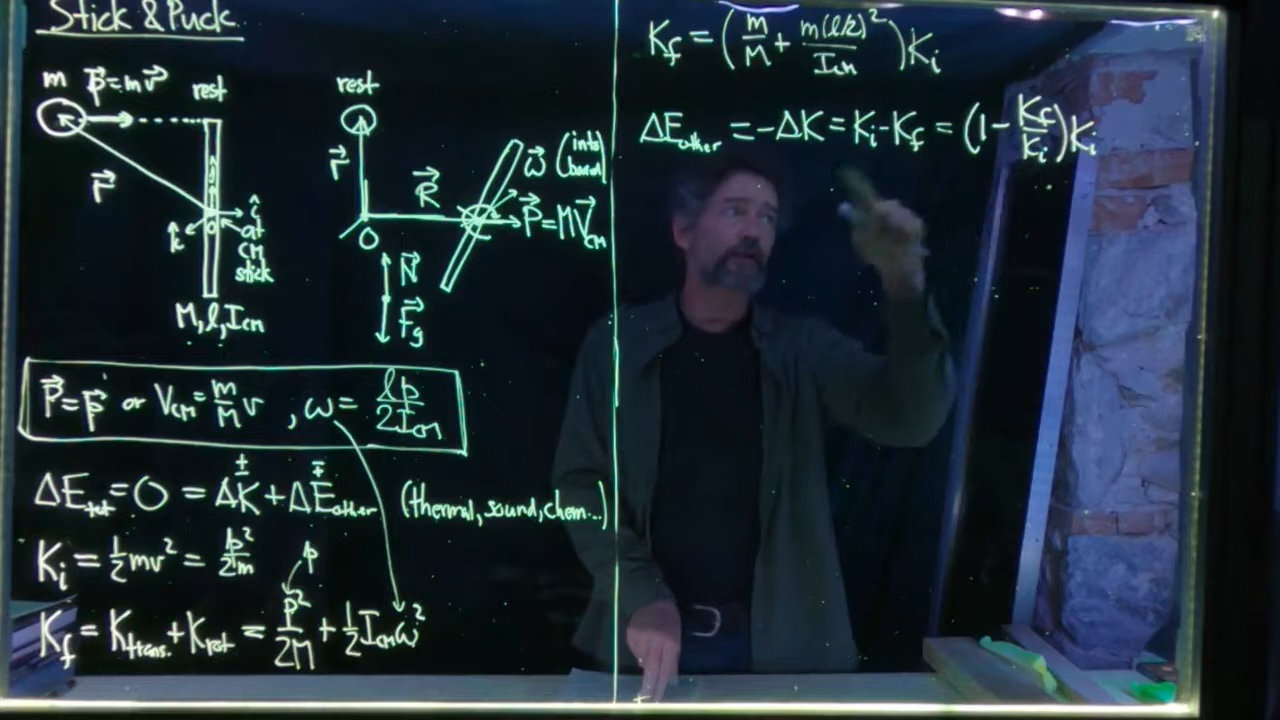 Stick & Puck
m p⃗=mv⃗ rest
r⃗
k̂ O î at CM stick
M, l, I_CM
rest
r⃗ R⃗ ω⃗ (into board)
O P⃗=MV⃗_CM
N⃗
F⃗_g
P⃗=p⃗ or V_CM=m/M v , ω= lp/2I_CM
± ∓
ΔE_tot=0 = ΔK+ΔE_other (thermal, sound, chem...)
K_i = ½mv² = p²/2m
p
K_f = K_trans.+K_rot = P²/2M + ½I_CMω²
K_f = (m/M + m(l/2)²/I_CM)K_i
ΔE_other = -ΔK = K_i-K_f = (1-K_f/K_i)K_i